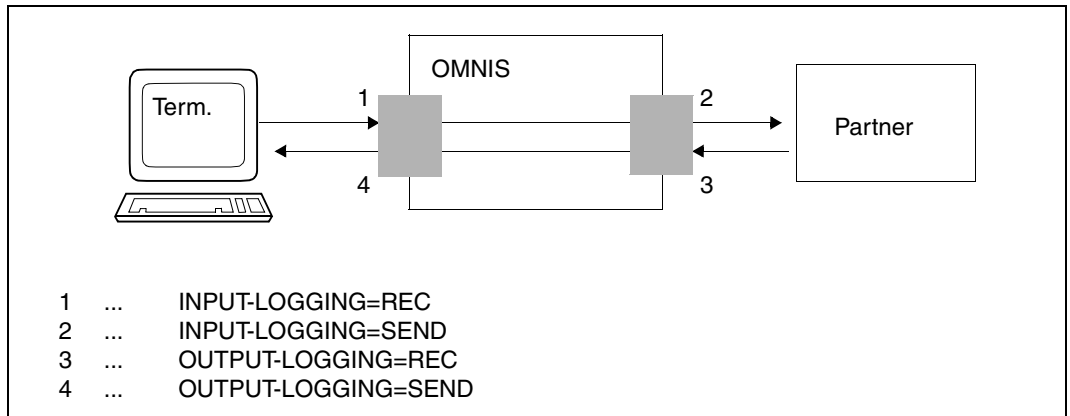 OMNIS
Term.
1
2
Partner
4
3
1 ... INPUT-LOGGING=REC
2 ... INPUT-LOGGING=SEND
3 ... OUTPUT-LOGGING=REC
4 ... OUTPUT-LOGGING=SEND